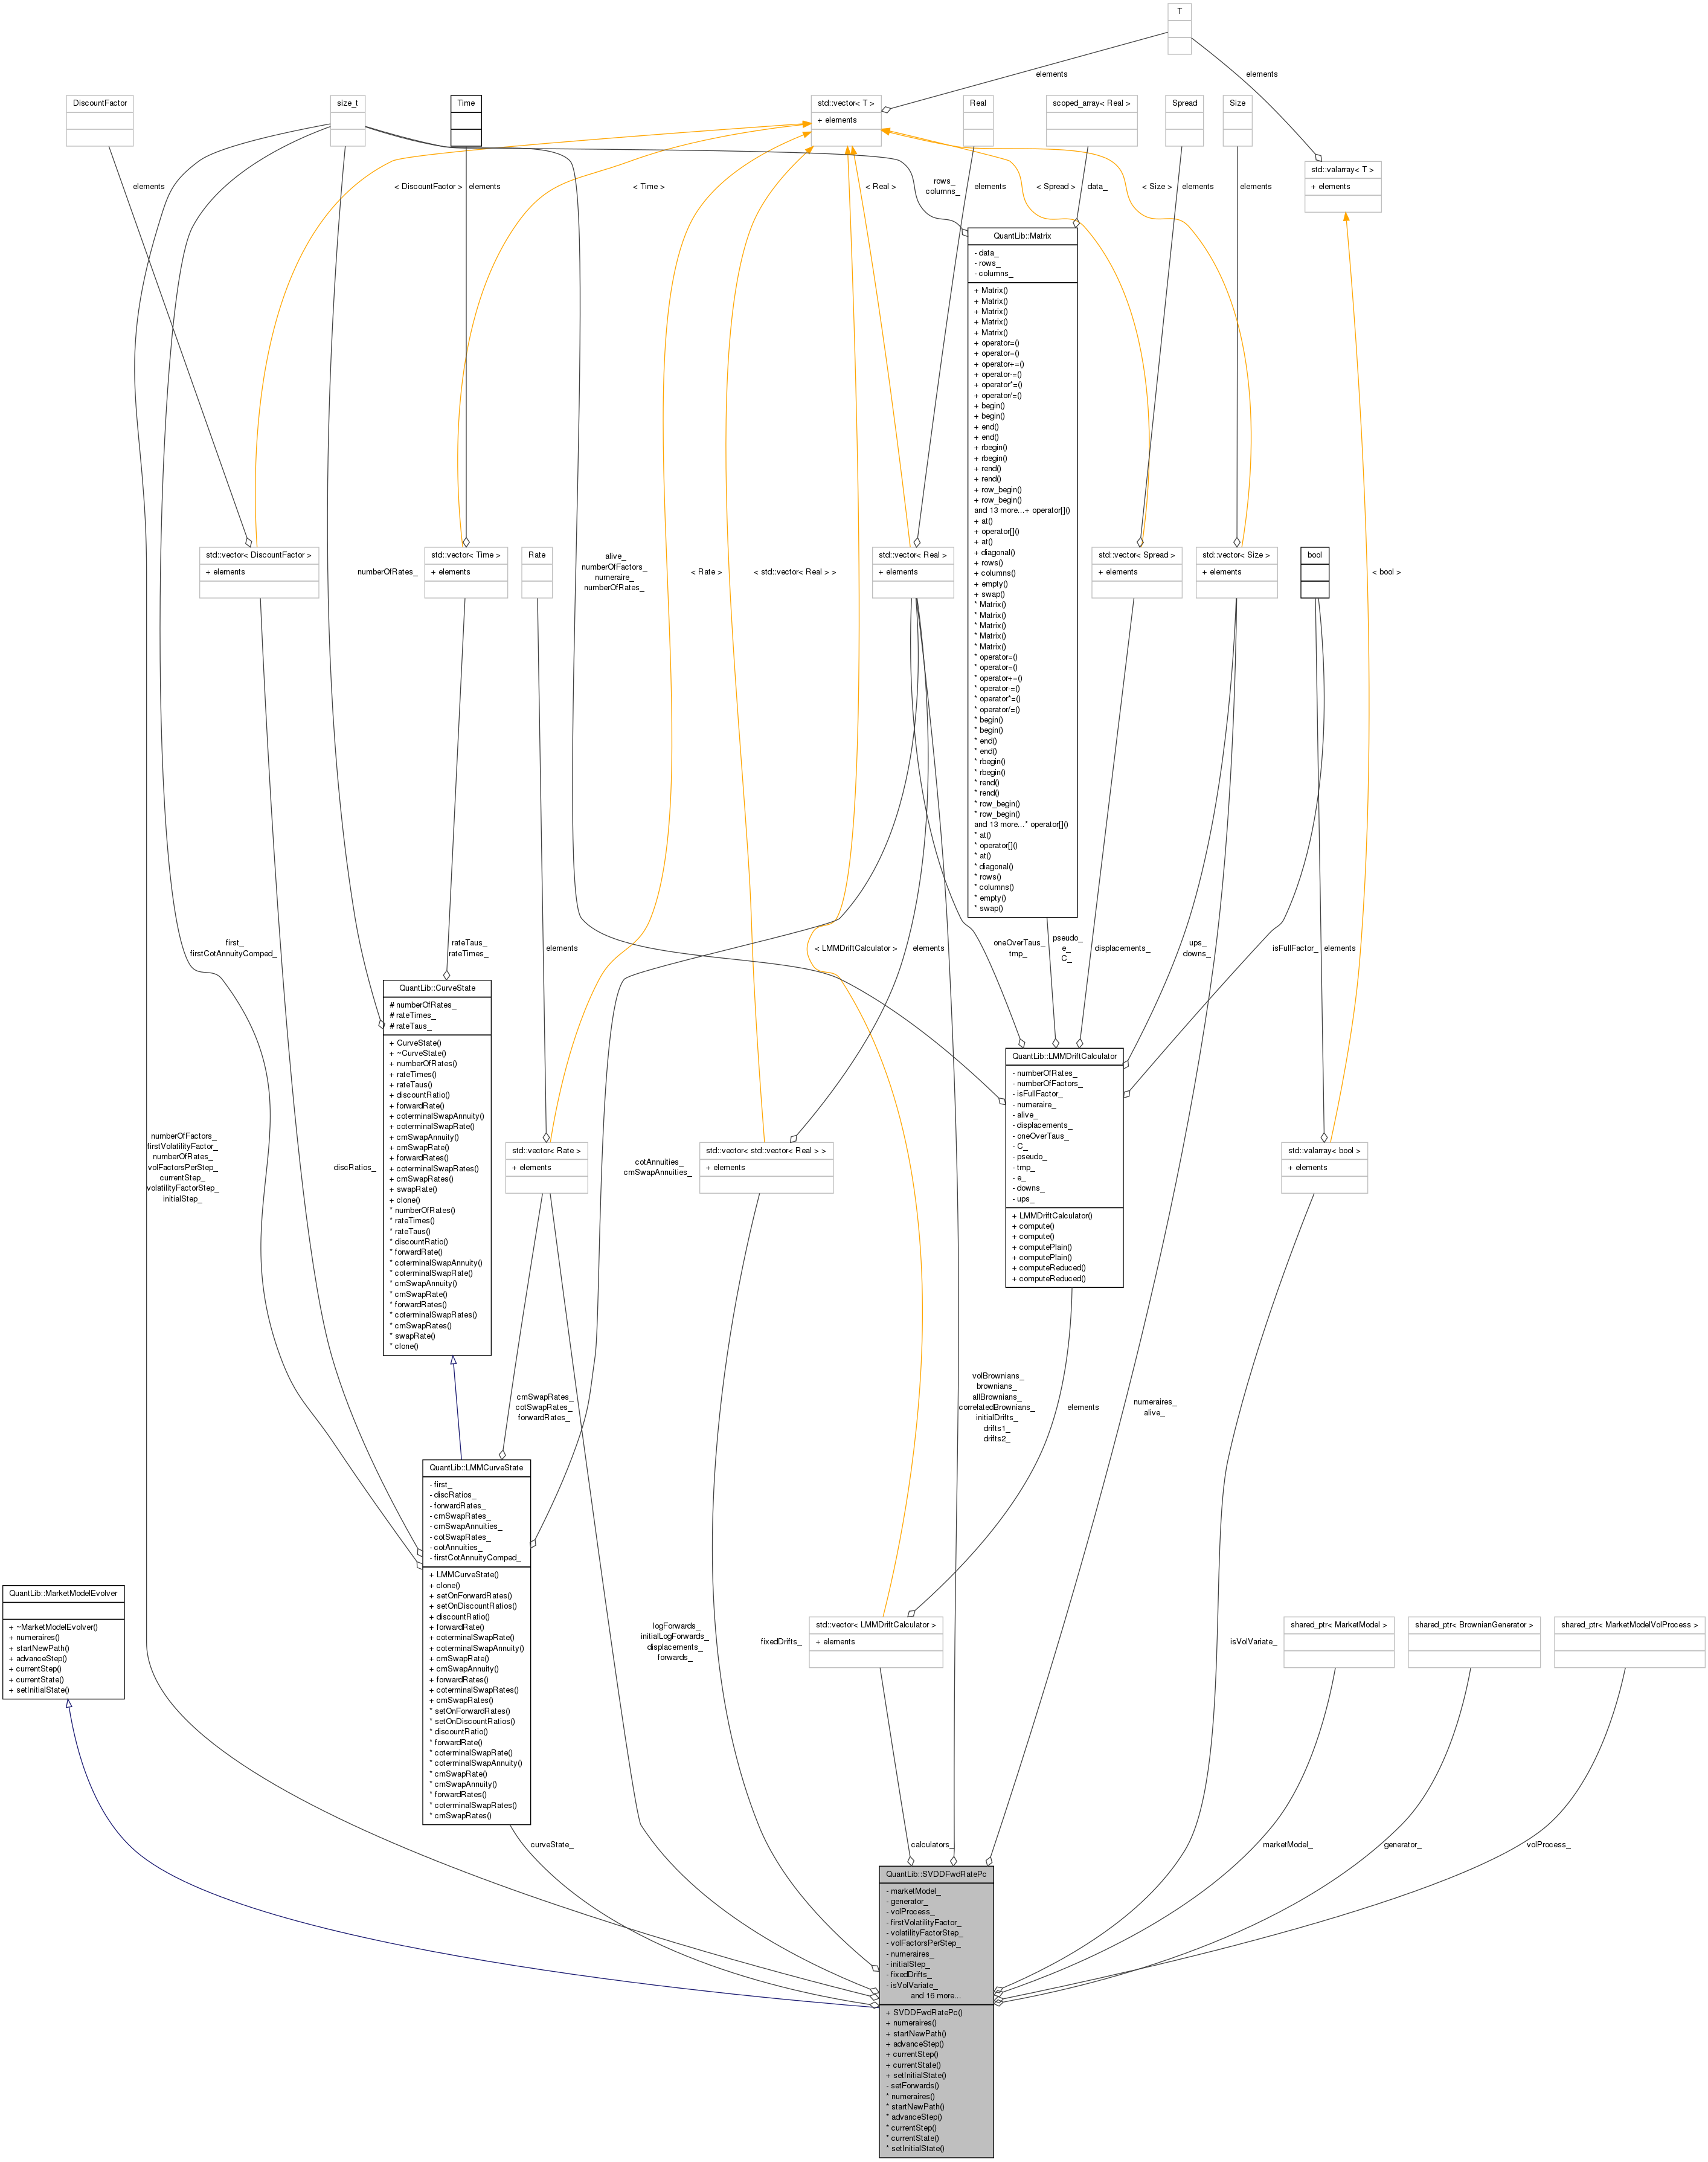 T
elements
elements
DiscountFactor
size_t
Time
std::vector< T >
+ elements
Real
scoped_array< Real >
Spread
Size
std::valarray< T >
+ elements
elements
< DiscountFactor >
elements
< Time >
< Real >
rows_
columns_
elements
< Spread >
data_
elements
< Size >
elements
QuantLib::Matrix
- data_
- rows_
- columns_
+ Matrix()
+ Matrix()
+ Matrix()
+ Matrix()
+ Matrix()
+ operator=()
+ operator=()
+ operator+=()
+ operator-=()
+ operator*=()
+ operator/=()
+ begin()
+ begin()
+ end()
+ end()
+ rbegin()
+ rbegin()
+ rend()
+ rend()
+ row_begin()
+ row_begin()
and 13 more...+ operator[]()
+ at()
+ operator[]()
+ at()
+ diagonal()
+ rows()
+ columns()
+ empty()
+ swap()
* Matrix()
* Matrix()
* Matrix()
* Matrix()
* Matrix()
* operator=()
* operator=()
* operator+=()
* operator-=()
* operator*=()
* operator/=()
* begin()
* begin()
* end()
* end()
* rbegin()
* rbegin()
* rend()
* rend()
* row_begin()
* row_begin()
and 13 more...* operator[]()
* at()
* operator[]()
* at()
* diagonal()
* rows()
* columns()
* empty()
* swap()
std::vector< DiscountFactor >
+ elements
numberOfRates_
std::vector< Time >
+ elements
Rate
alive_
numberOfFactors_
numeraire_
numberOfRates_
< Rate >
< std::vector< Real > >
std::vector< Real >
+ elements
std::vector< Spread >
+ elements
std::vector< Size >
+ elements
bool
< bool >
first_
firstCotAnnuityComped_
rateTaus_
rateTimes_
elements
< LMMDriftCalculator >
elements
oneOverTaus_
tmp_
pseudo_
e_
C_
displacements_
ups_
downs_
isFullFactor_
elements
QuantLib::CurveState
# numberOfRates_
# rateTimes_
# rateTaus_
+ CurveState()
+ ~CurveState()
+ numberOfRates()
+ rateTimes()
+ rateTaus()
+ discountRatio()
+ forwardRate()
+ coterminalSwapAnnuity()
+ coterminalSwapRate()
+ cmSwapAnnuity()
+ cmSwapRate()
+ forwardRates()
+ coterminalSwapRates()
+ cmSwapRates()
+ swapRate()
+ clone()
* numberOfRates()
* rateTimes()
* rateTaus()
* discountRatio()
* forwardRate()
* coterminalSwapAnnuity()
* coterminalSwapRate()
* cmSwapAnnuity()
* cmSwapRate()
* forwardRates()
* coterminalSwapRates()
* cmSwapRates()
* swapRate()
* clone()
QuantLib::LMMDriftCalculator
- numberOfRates_
- numberOfFactors_
- isFullFactor_
- numeraire_
- alive_
- displacements_
- oneOverTaus_
- C_
- pseudo_
- tmp_
- e_
- downs_
- ups_
+ LMMDriftCalculator()
+ compute()
+ compute()
+ computePlain()
+ computePlain()
+ computeReduced()
+ computeReduced()
numberOfFactors_
firstVolatilityFactor_
numberOfRates_
volFactorsPerStep_
currentStep_
volatilityFactorStep_
initialStep_
discRatios_
std::vector< Rate >
+ elements
cotAnnuities_
cmSwapAnnuities_
std::vector< std::vector< Real > >
+ elements
std::valarray< bool >
+ elements
cmSwapRates_
cotSwapRates_
forwardRates_
volBrownians_
brownians_
allBrownians_
correlatedBrownians_
initialDrifts_
drifts1_
drifts2_
elements
numeraires_
alive_
QuantLib::LMMCurveState
- first_
- discRatios_
- forwardRates_
- cmSwapRates_
- cmSwapAnnuities_
- cotSwapRates_
- cotAnnuities_
- firstCotAnnuityComped_
+ LMMCurveState()
+ clone()
+ setOnForwardRates()
+ setOnDiscountRatios()
+ discountRatio()
+ forwardRate()
+ coterminalSwapRate()
+ coterminalSwapAnnuity()
+ cmSwapRate()
+ cmSwapAnnuity()
+ forwardRates()
+ coterminalSwapRates()
+ cmSwapRates()
* setOnForwardRates()
* setOnDiscountRatios()
* discountRatio()
* forwardRate()
* coterminalSwapRate()
* coterminalSwapAnnuity()
* cmSwapRate()
* cmSwapAnnuity()
* forwardRates()
* coterminalSwapRates()
* cmSwapRates()
QuantLib::MarketModelEvolver
+ ~MarketModelEvolver()
+ numeraires()
+ startNewPath()
+ advanceStep()
+ currentStep()
+ currentState()
+ setInitialState()
logForwards_
initialLogForwards_
displacements_
forwards_
fixedDrifts_
std::vector< LMMDriftCalculator >
+ elements
isVolVariate_
shared_ptr< MarketModel >
shared_ptr< BrownianGenerator >
shared_ptr< MarketModelVolProcess >
curveState_
calculators_
marketModel_
generator_
volProcess_
QuantLib::SVDDFwdRatePc
- marketModel_
- generator_
- volProcess_
- firstVolatilityFactor_
- volatilityFactorStep_
- volFactorsPerStep_
- numeraires_
- initialStep_
- fixedDrifts_
- isVolVariate_
and 16 more...
+ SVDDFwdRatePc()
+ numeraires()
+ startNewPath()
+ advanceStep()
+ currentStep()
+ currentState()
+ setInitialState()
- setForwards()
* numeraires()
* startNewPath()
* advanceStep()
* currentStep()
* currentState()
* setInitialState()